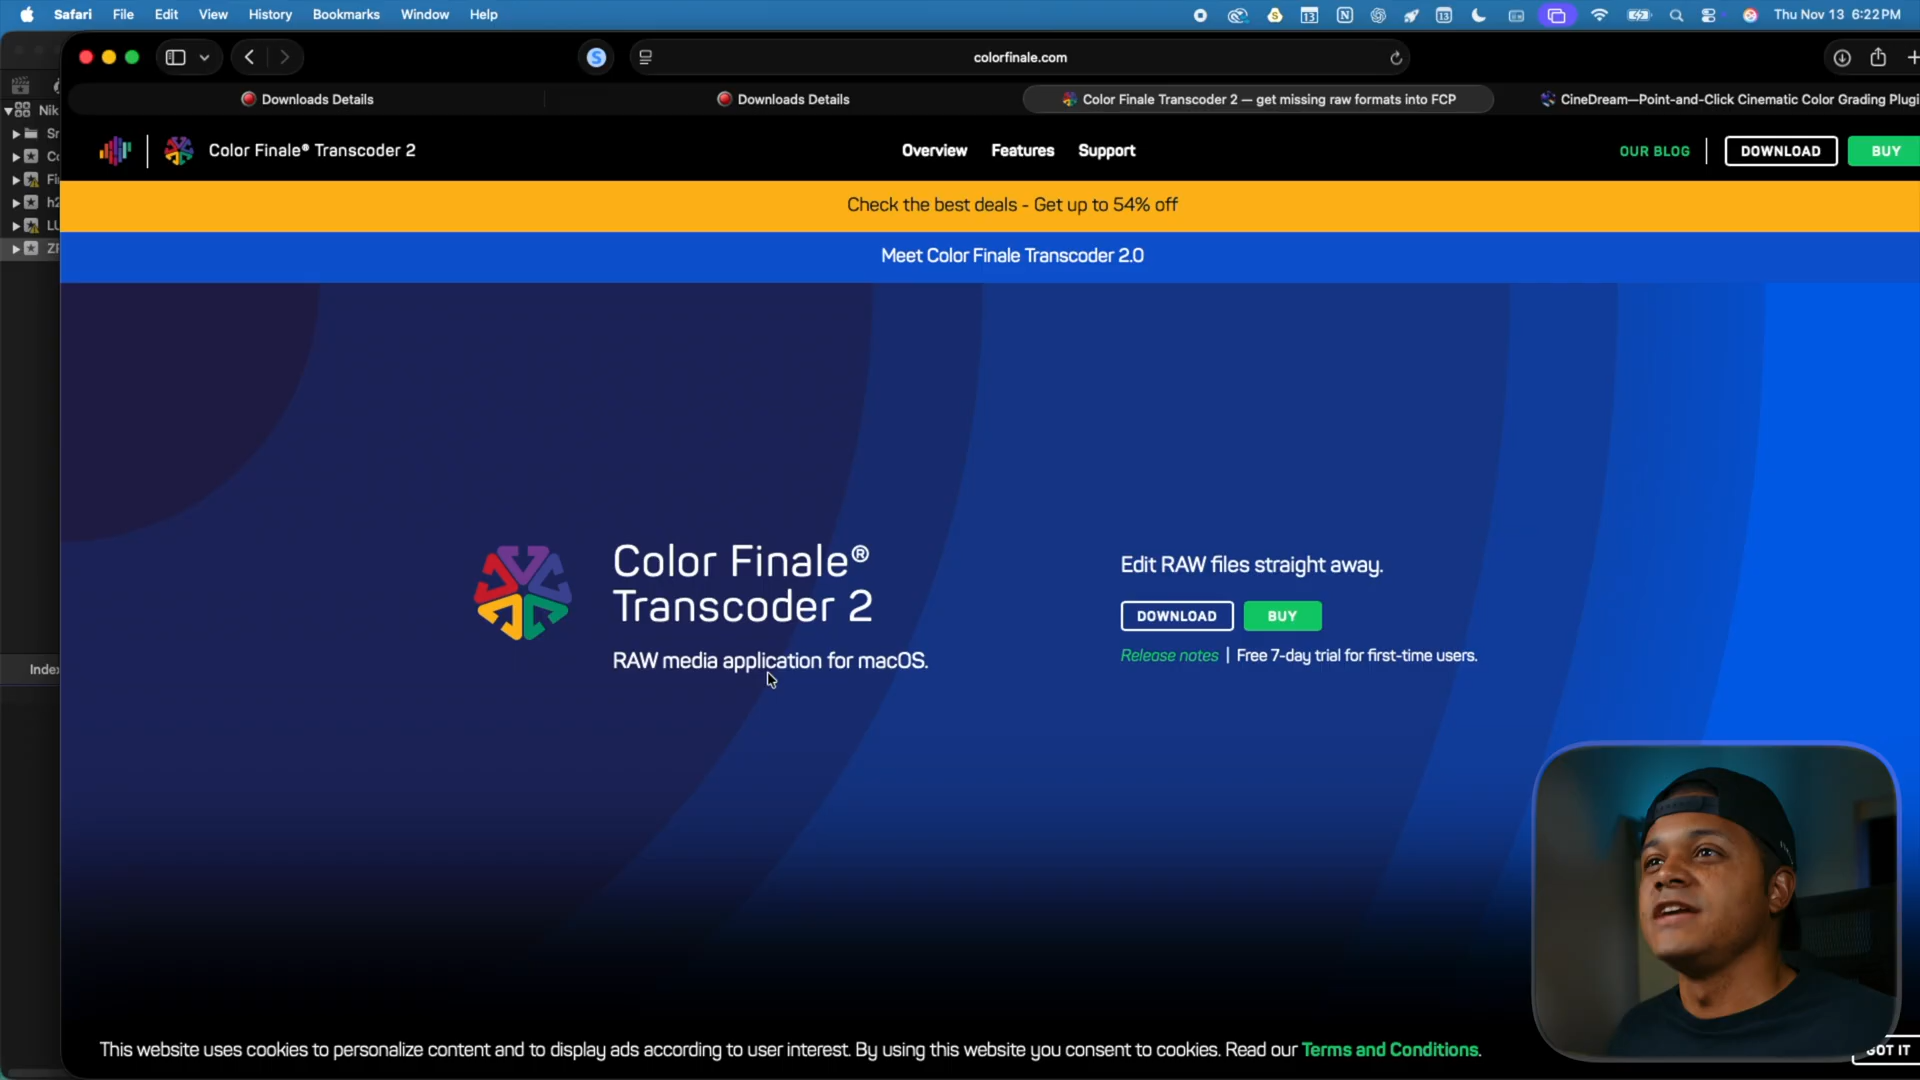 Safari File Edit View History Bookmarks Window Help
13
13
Thu Nov 13 6:22 PM
colorfinale.com
Downloads Details
Downloads Details
Color Finale Transcoder 2 — get missing raw formats into FCP
CineDream—Point-and-Click Cinematic Color Grading Plugi
Nik
Color Finale® Transcoder 2
Overview Features Support
OUR BLOG
DOWNLOAD
BUY
Check the best deals - Get up to 54% off
Meet Color Finale Transcoder 2.0
Color Finale®
Transcoder 2
RAW media application for macOS.
Edit RAW files straight away.
DOWNLOAD
BUY
Release notes | Free 7-day trial for first-time users.
Index
This website uses cookies to personalize content and to display ads according to user interest. By using this website you consent to cookies. Read our Terms and Conditions.
GOT IT